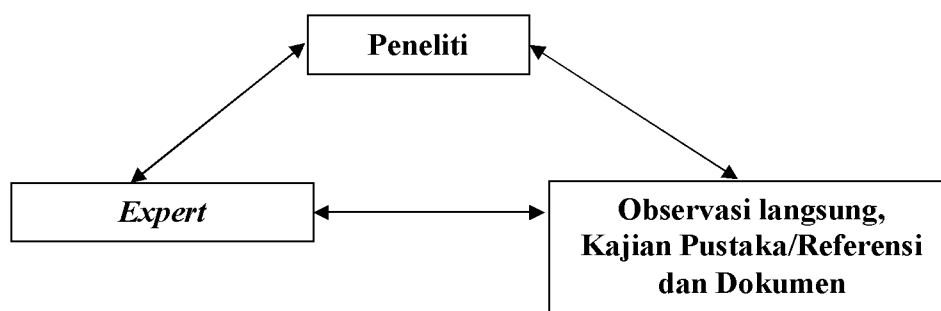 Peneliti
Expert
Observasi langsung,
Kajian Pustaka/Referensi
dan Dokumen